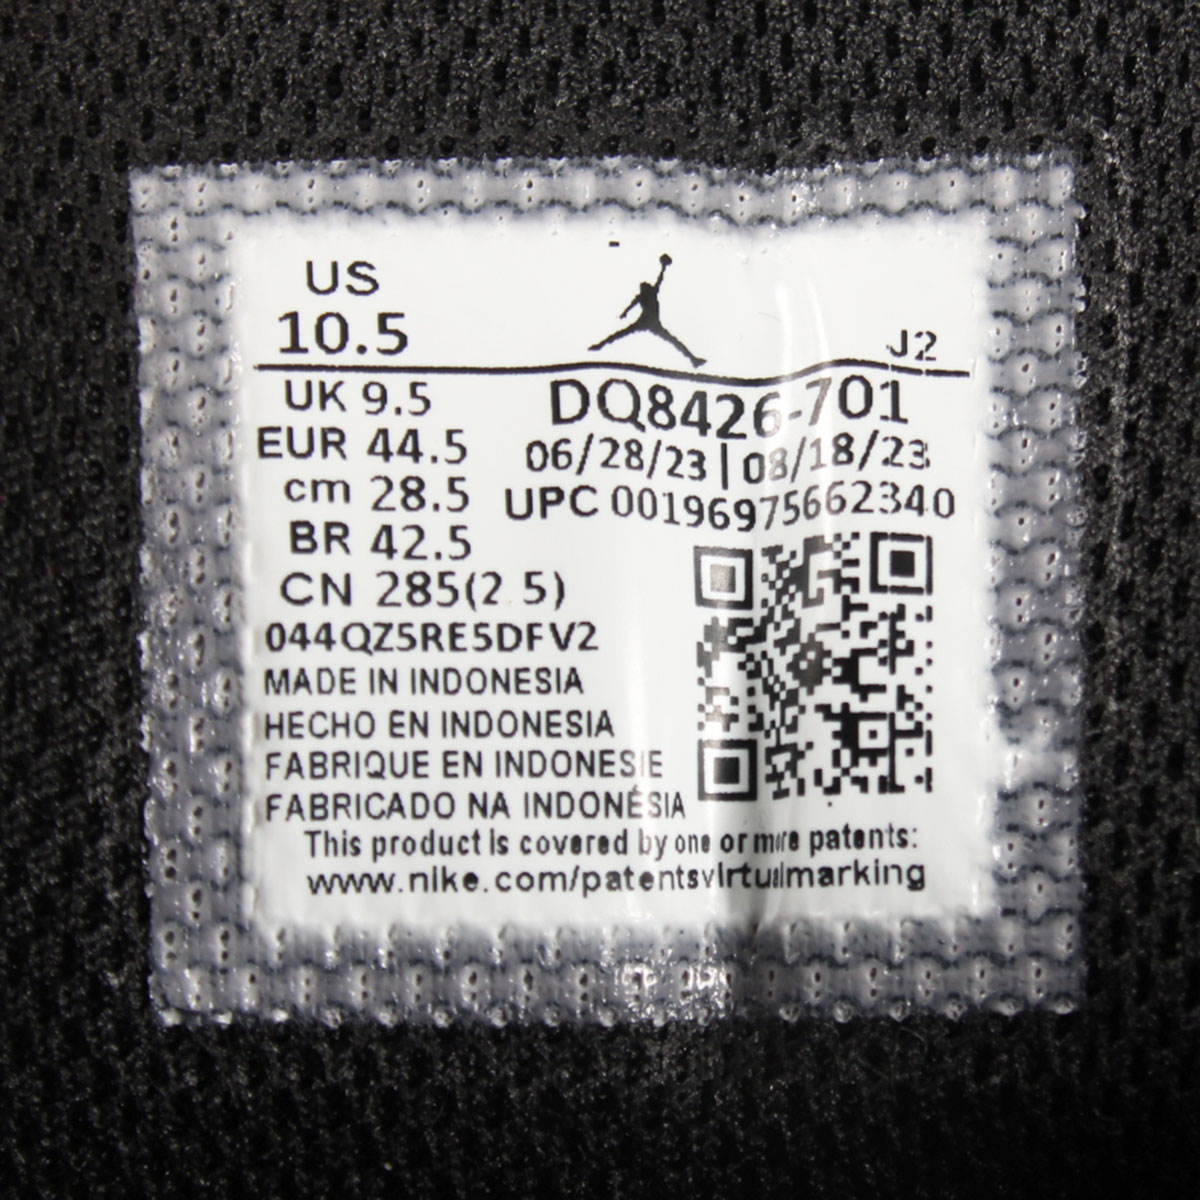 US
10.5
J2
UK 9.5
DQ8426-701
EUR 44.5
06/28/23 | 08/18/23
cm 28.5
UPC 00196975662340
BR 42.5
CN 285(2.5)
044QZ5RE5DFV2
MADE IN INDONESIA
HECHO EN INDONESIA
FABRIQUE EN INDONESIE
FABRICADO NA INDONÉSIA
This product is covered by one or more patents:
www.nike.com/patentsvirtualmarking